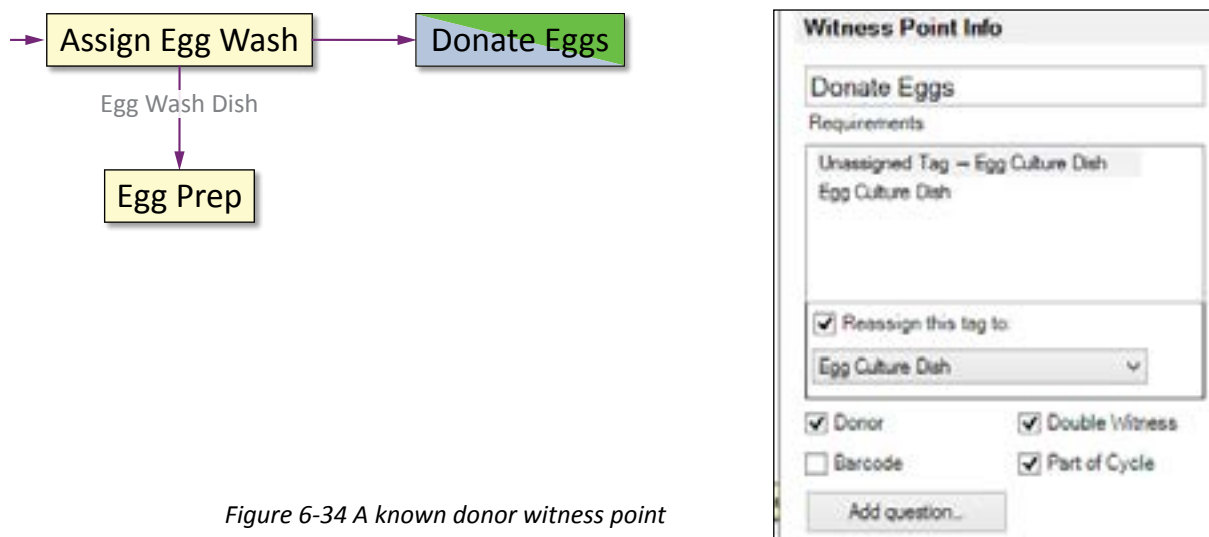 Assign Egg Wash
Donate Eggs
Egg Wash Dish
Egg Prep
Figure 6-34 A known donor witness point
Witness Point Info
Donate Eggs
Requirements
Unassigned Tag – Egg Culture Dish
Egg Culture Dish
Reassign this tag to:
Egg Culture Dish
Donor
Double Witness
Barcode
Part of Cycle
Add question...